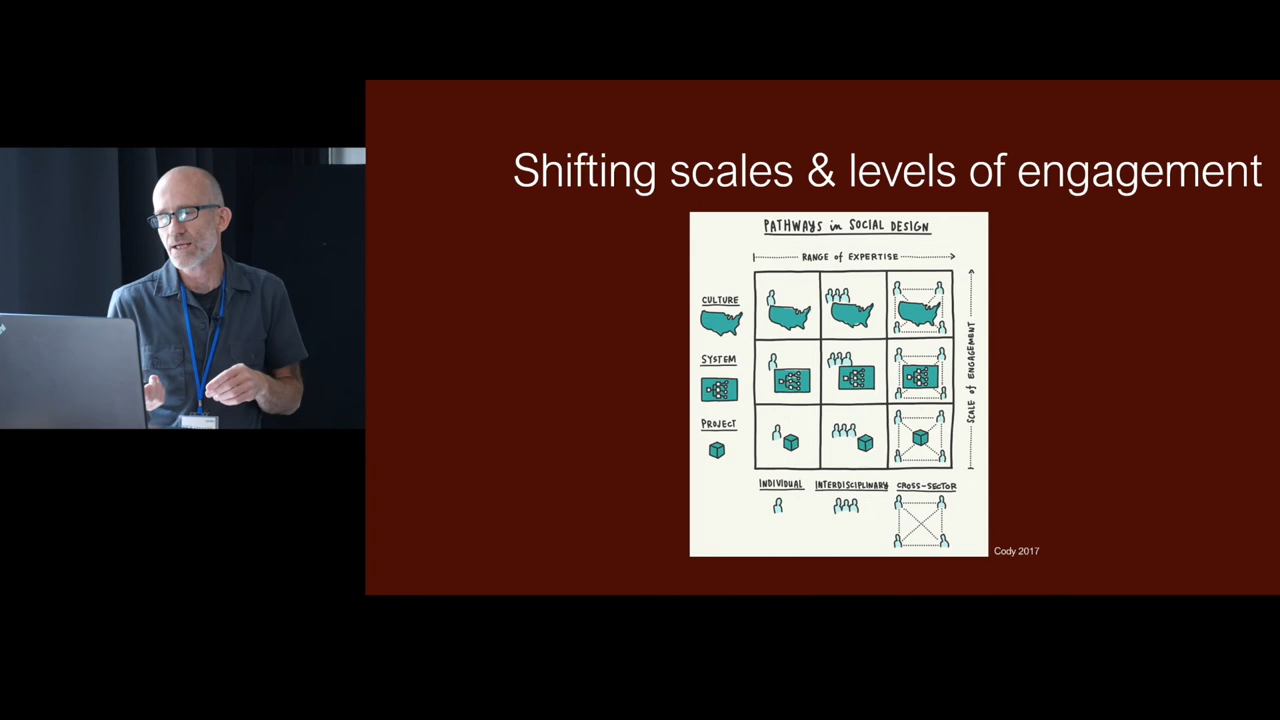 Shifting scales & levels of engagement
PATHWAYS in SOCIAL DESIGN
RANGE of EXPERTISE
CULTURE
SYSTEM
PROJECT
SCALE of ENGAGEMENT
INDIVIDUAL
INTERDISCIPLINARY
CROSS-SECTOR
Cody 2017